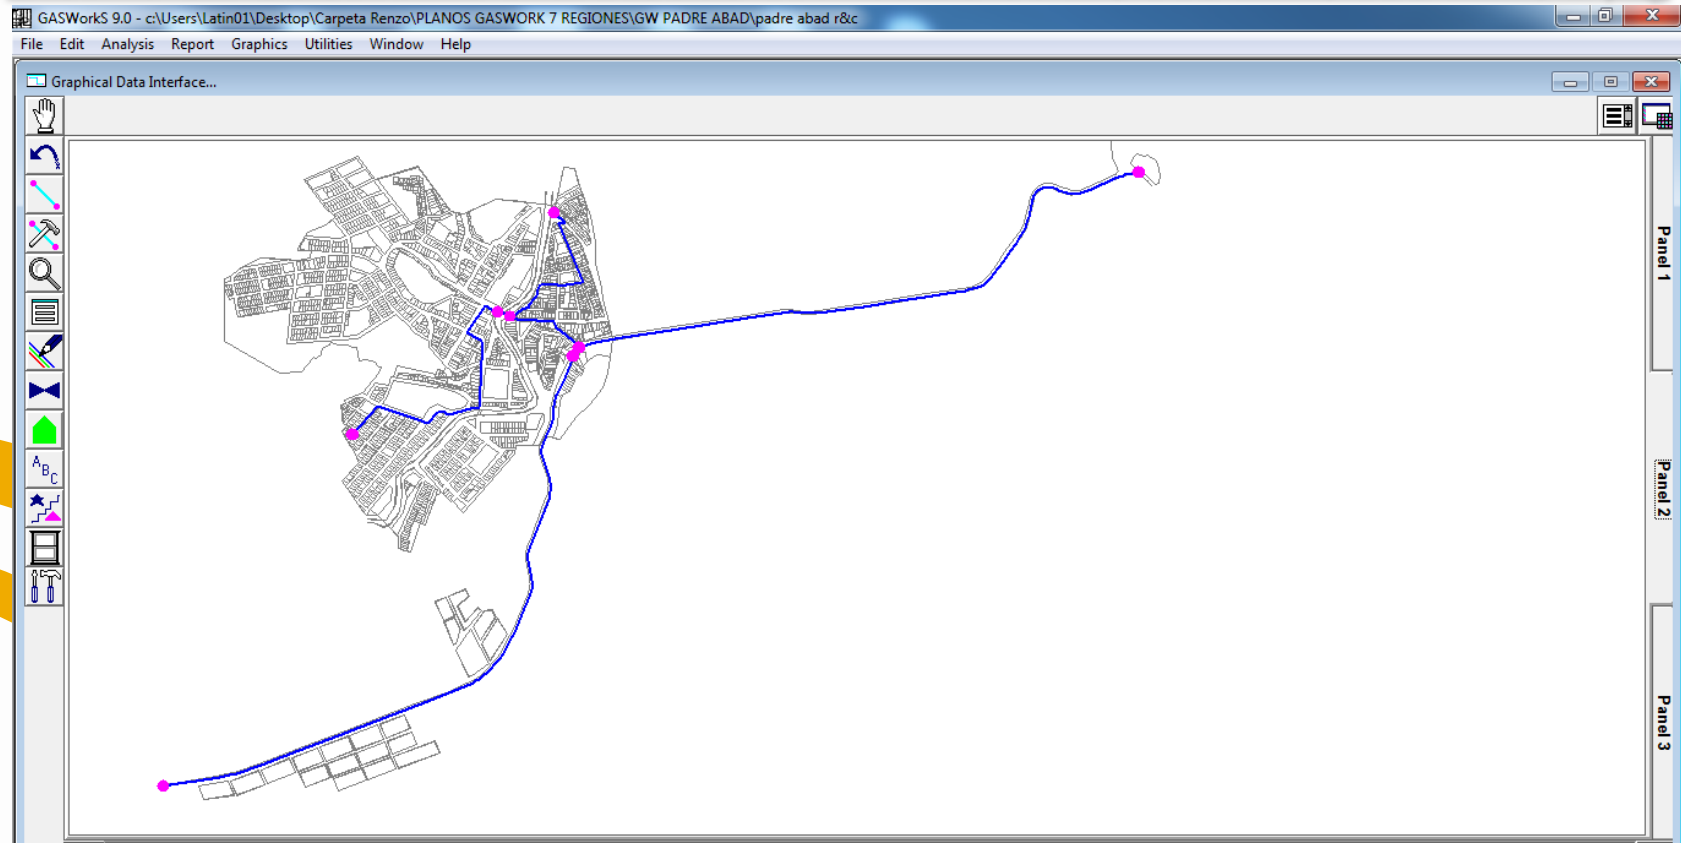 GASWorkS 9.0 - c:\Users\Latin01\Desktop\Carpeta Renzo\PLANOS GASWORK 7 REGIONES\GW PADRE ABAD\padre abad r&c
File Edit Analysis Report Graphics Utilities Window Help
Graphical Data Interface...
ABC
Panel 1
Panel 2
Panel 3